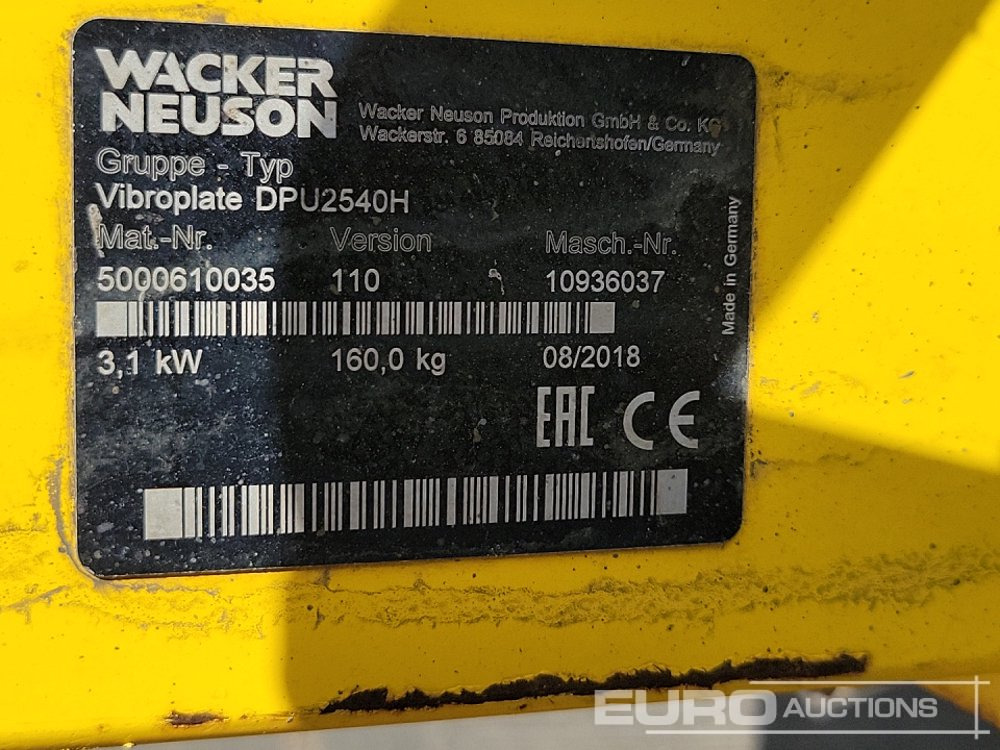 WACKER
NEUSON
Wacker Neuson Produktion GmbH & Co. KG
Wackerstr. 6 85084 Reichertshofen/Germany
Gruppe - Typ
Vibroplate DPU2540H
Mat.-Nr. Version Masch.-Nr.
5000610035 110 10936037
3,1 kW 160,0 kg 08/2018
Made in Germany
EAC CE
EURO AUCTIONS